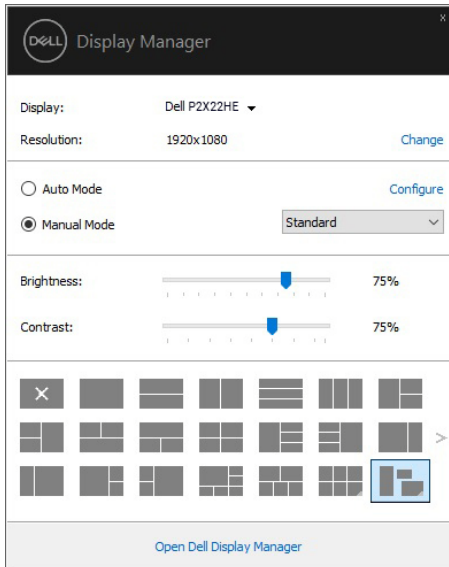 x
DELL Display Manager
Display: Dell P2X22HE
Resolution: 1920x1080 Change
Auto Mode Configure
Manual Mode Standard
Brightness: 75%
Contrast: 75%
Open Dell Display Manager